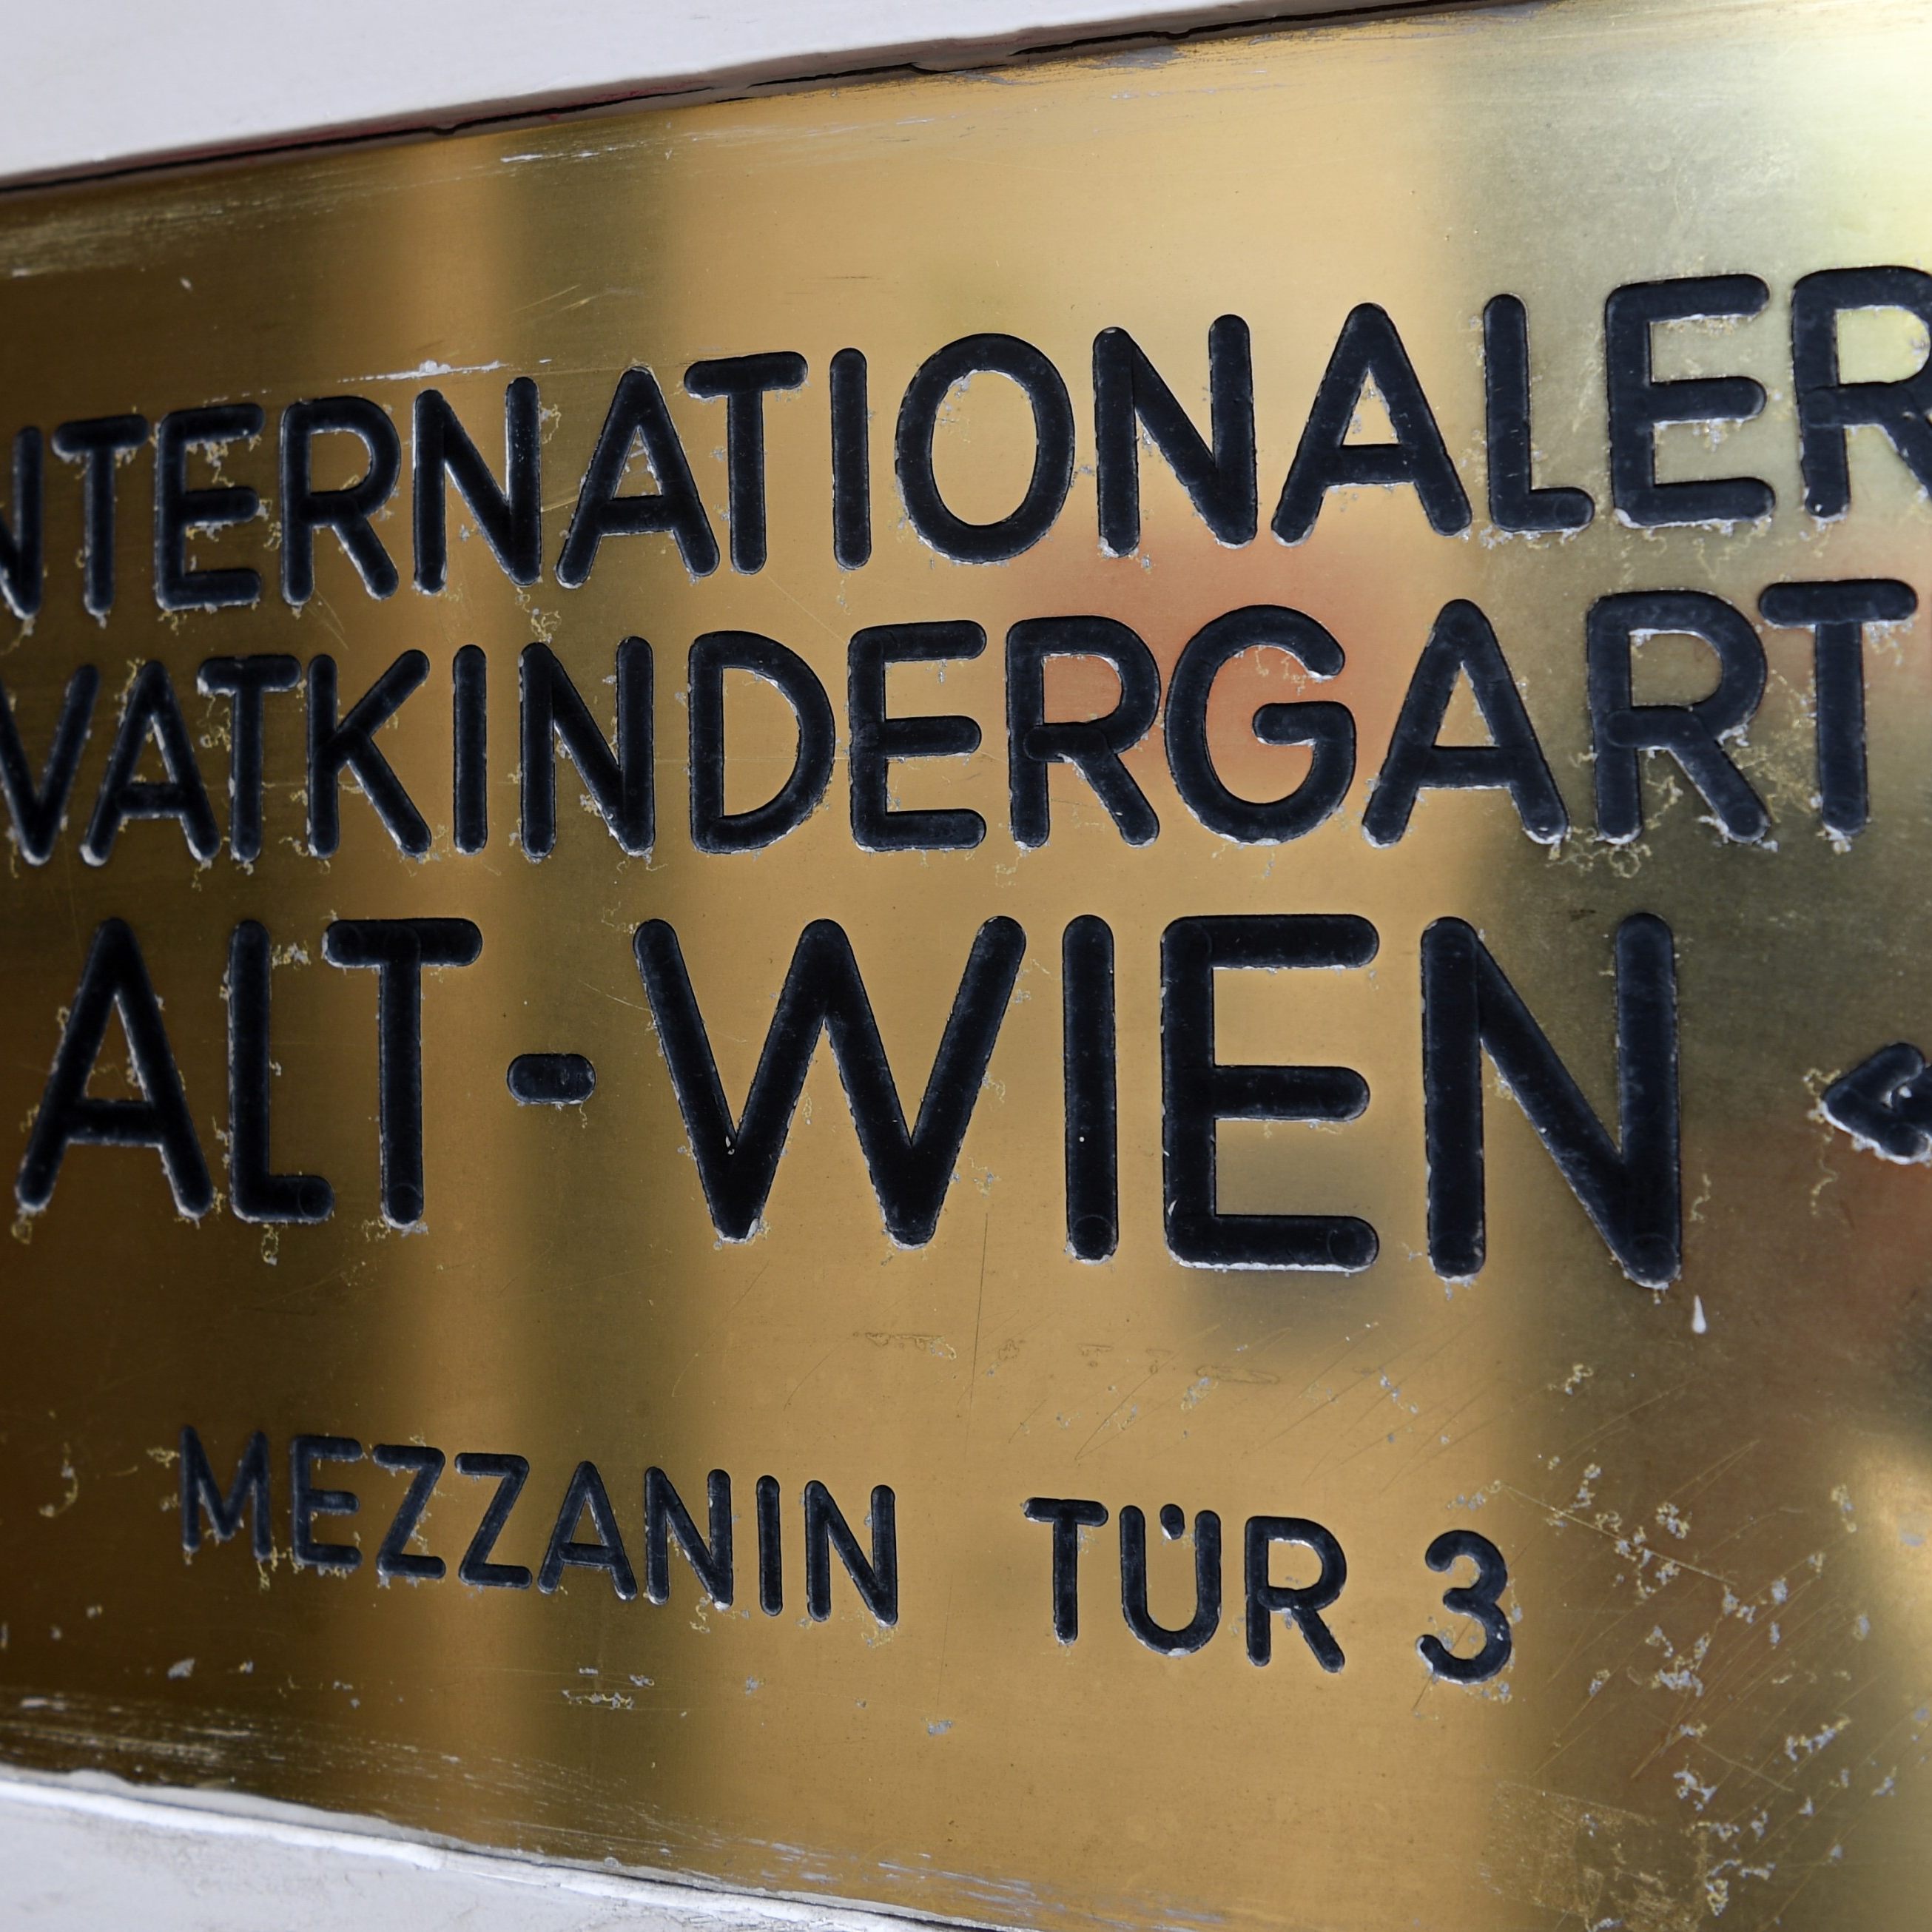 NTERNATIONALER
VATKINDERGART
ALT-WIEN
MEZZANIN TÜR 3